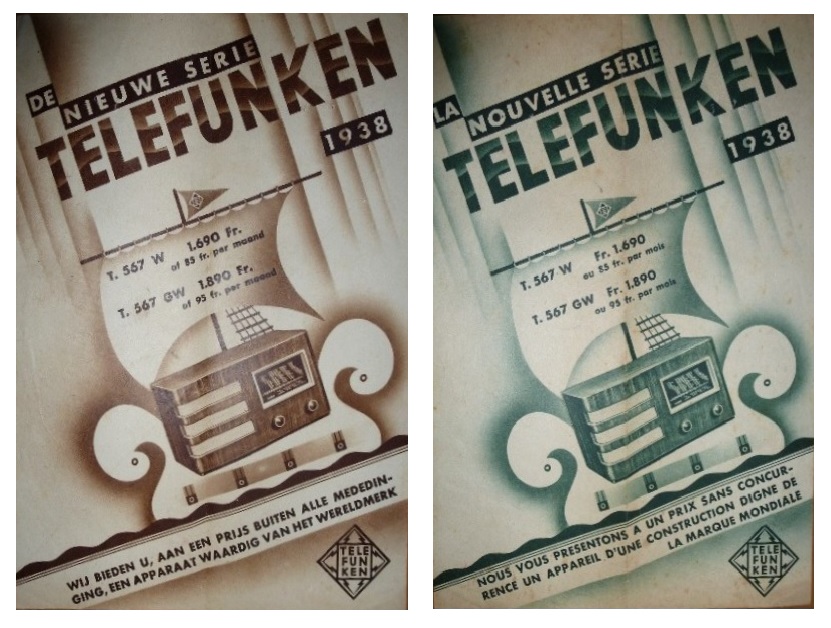 DE NIEUWE SERIE
TELEFUNKEN
1938
T. 567 W 1.690 Fr.
of 85 fr. per maand
T. 567 GW 1.890 Fr.
of 95 fr. per maand
WIJ BIEDEN U, AAN EEN PRIJS BUITEN ALLE MEDEDIN-
GING, EEN APPARAAT WAARDIG VAN HET WERELDMERK
TELE
FUN
KEN
LA NOUVELLE SERIE
TELEFUNKEN
1938
T. 567 W Fr. 1.690
ou 85 fr. par mois
T. 567 GW Fr. 1.890
ou 95 fr. par mois
NOUS VOUS PRESENTONS A UN PRIX SANS CONCUR-
RENCE UN APPAREIL D'UNE CONSTRUCTION DIGNE DE
LA MARQUE MONDIALE
TELE
FUN
KEN